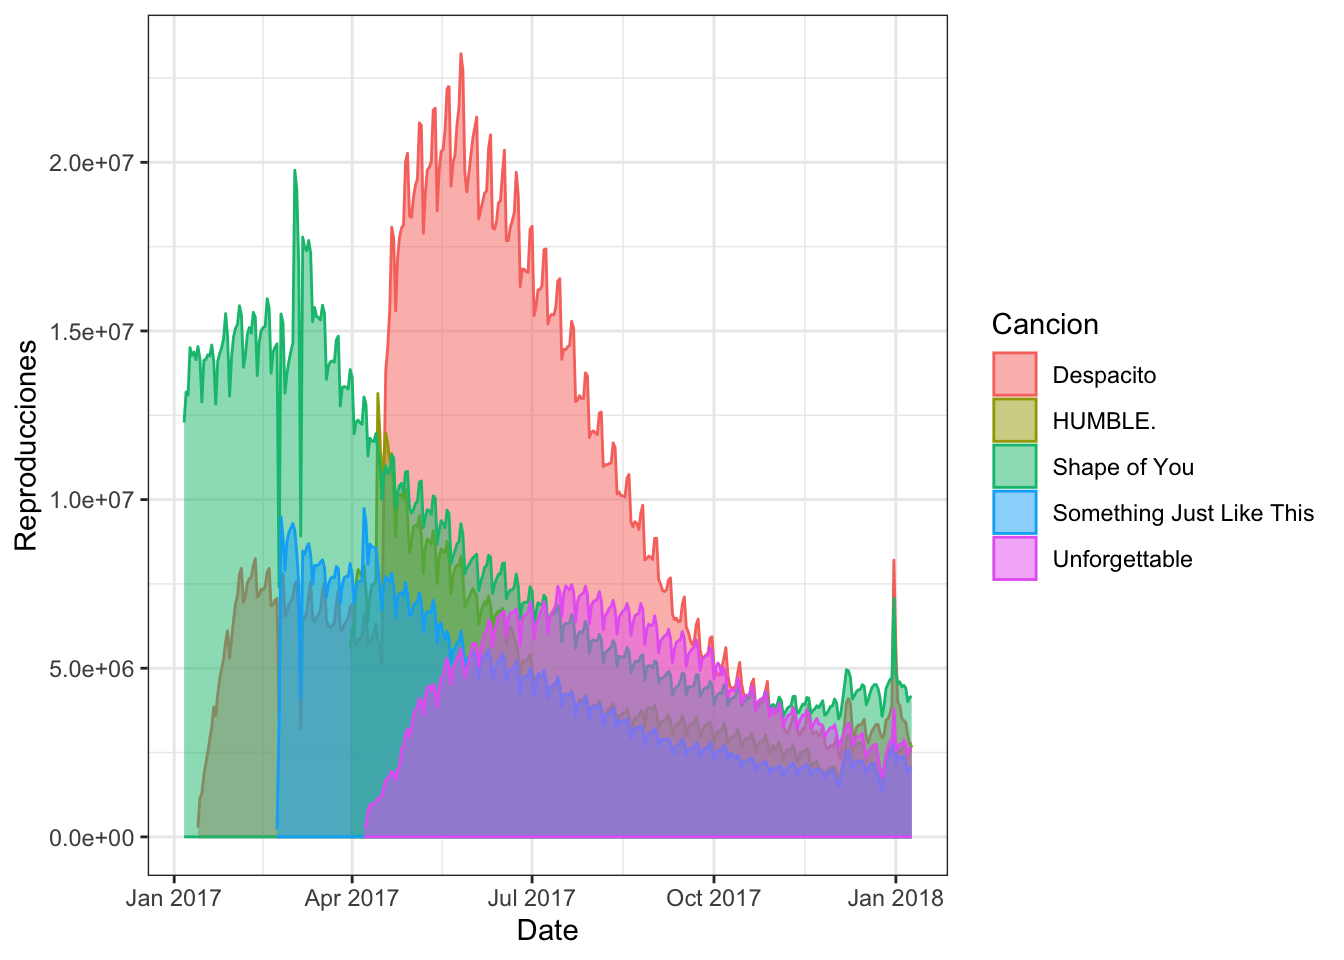 Reproducciones
2.0e+07
1.5e+07
1.0e+07
5.0e+06
0.0e+00
Jan 2017
Apr 2017
Jul 2017
Oct 2017
Jan 2018
Date
Cancion
Despacito
HUMBLE.
Shape of You
Something Just Like This
Unforgettable